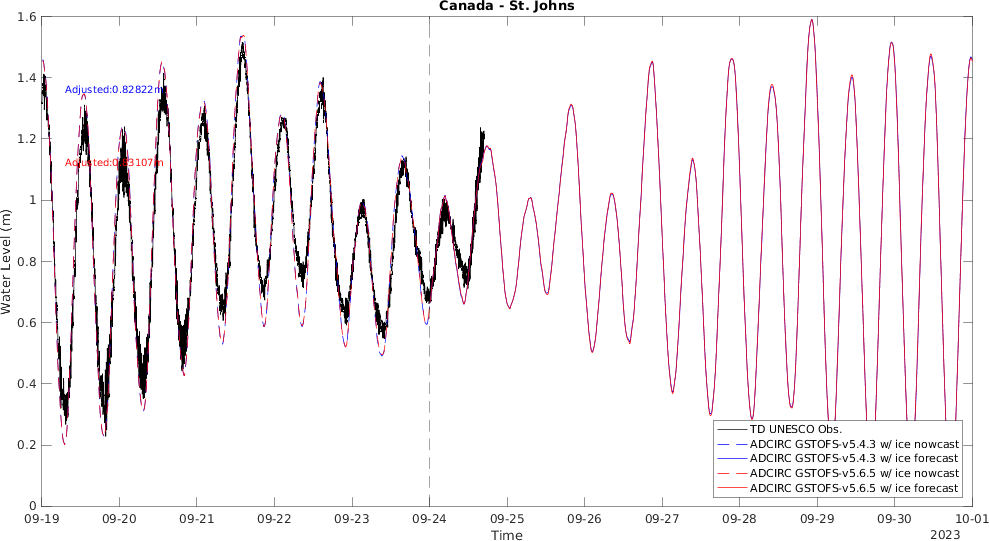 Canada - St. Johns
1.6
1.4
1.2
1
0.8
0.6
0.4
0.2
0
Water Level (m)
Adjusted:0.82822m
Adjusted:0.83107m
TD UNESCO Obs.
ADCIRC GSTOFS-v5.4.3 w/ ice nowcast
ADCIRC GSTOFS-v5.4.3 w/ ice forecast
ADCIRC GSTOFS-v5.6.5 w/ ice nowcast
ADCIRC GSTOFS-v5.6.5 w/ ice forecast
09-19 09-20 09-21 09-22 09-23 09-24 09-25 09-26 09-27 09-28 09-29 09-30 10-01
Time
2023